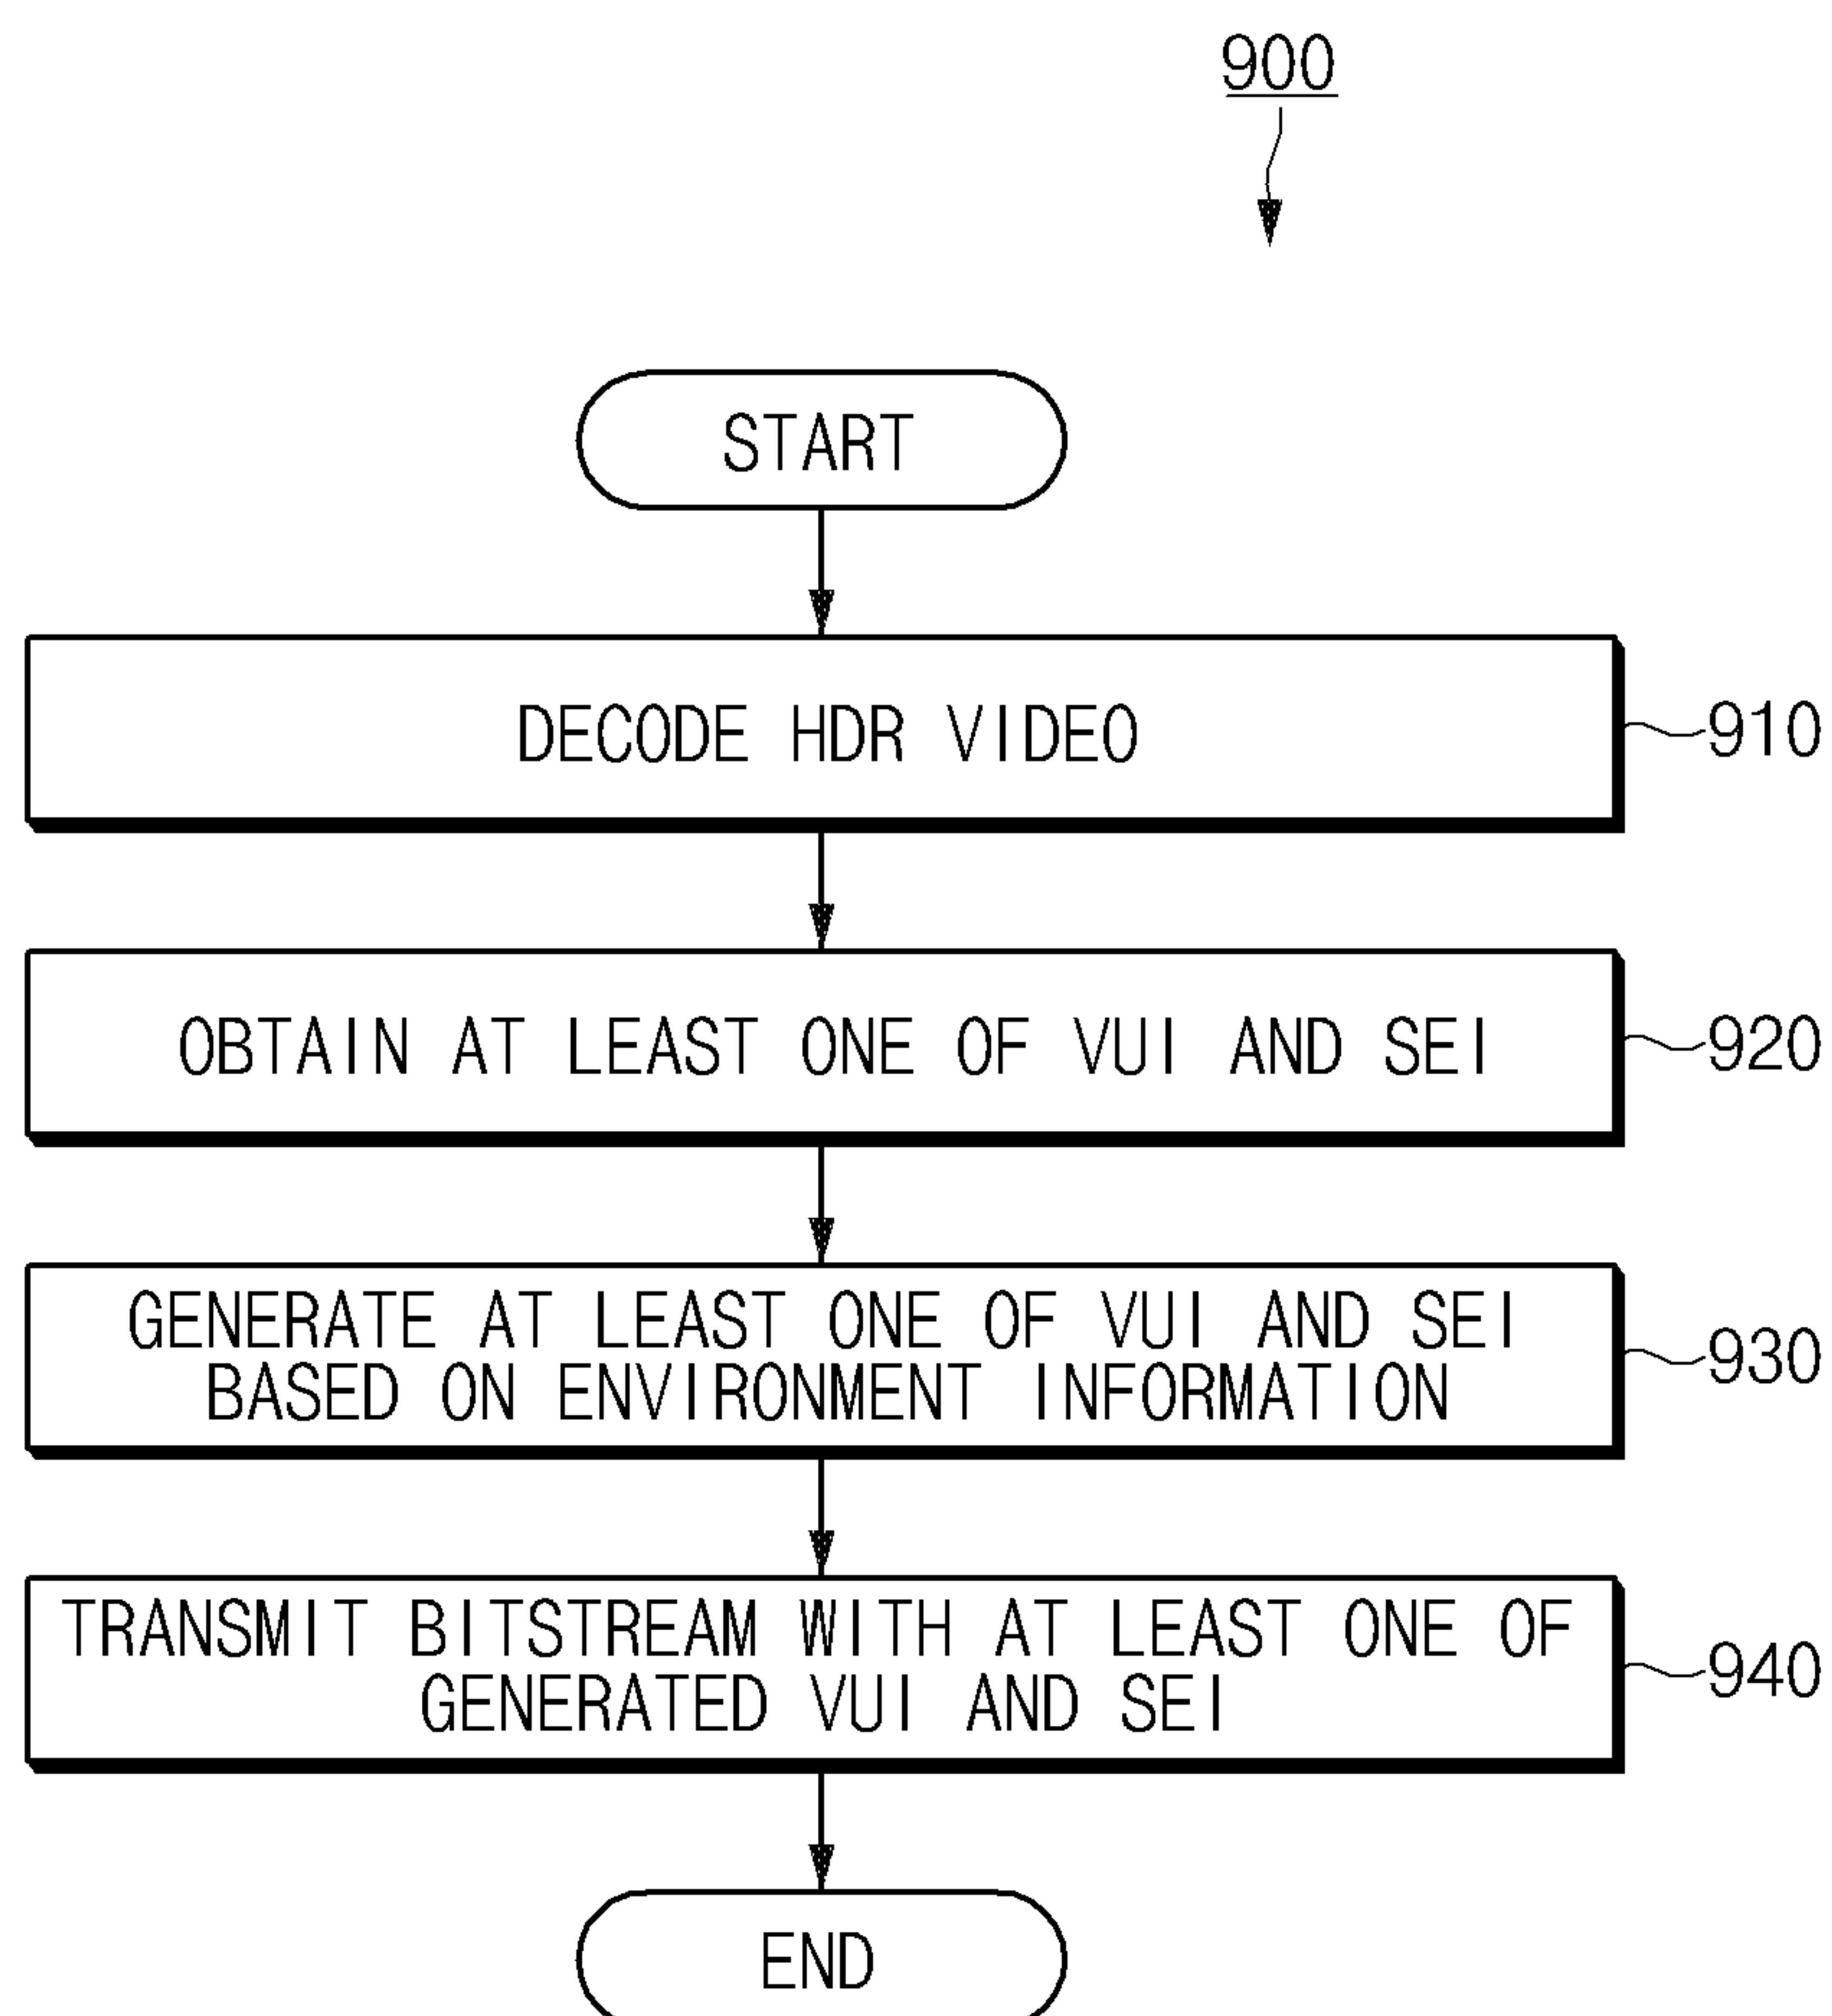 900
START
DECODE HDR VIDEO
910
OBTAIN AT LEAST ONE OF VUI AND SEI
920
GENERATE AT LEAST ONE OF VUI AND SEI
BASED ON ENVIRONMENT INFORMATION
930
TRANSMIT BITSTREAM WITH AT LEAST ONE OF
GENERATED VUI AND SEI
940
END